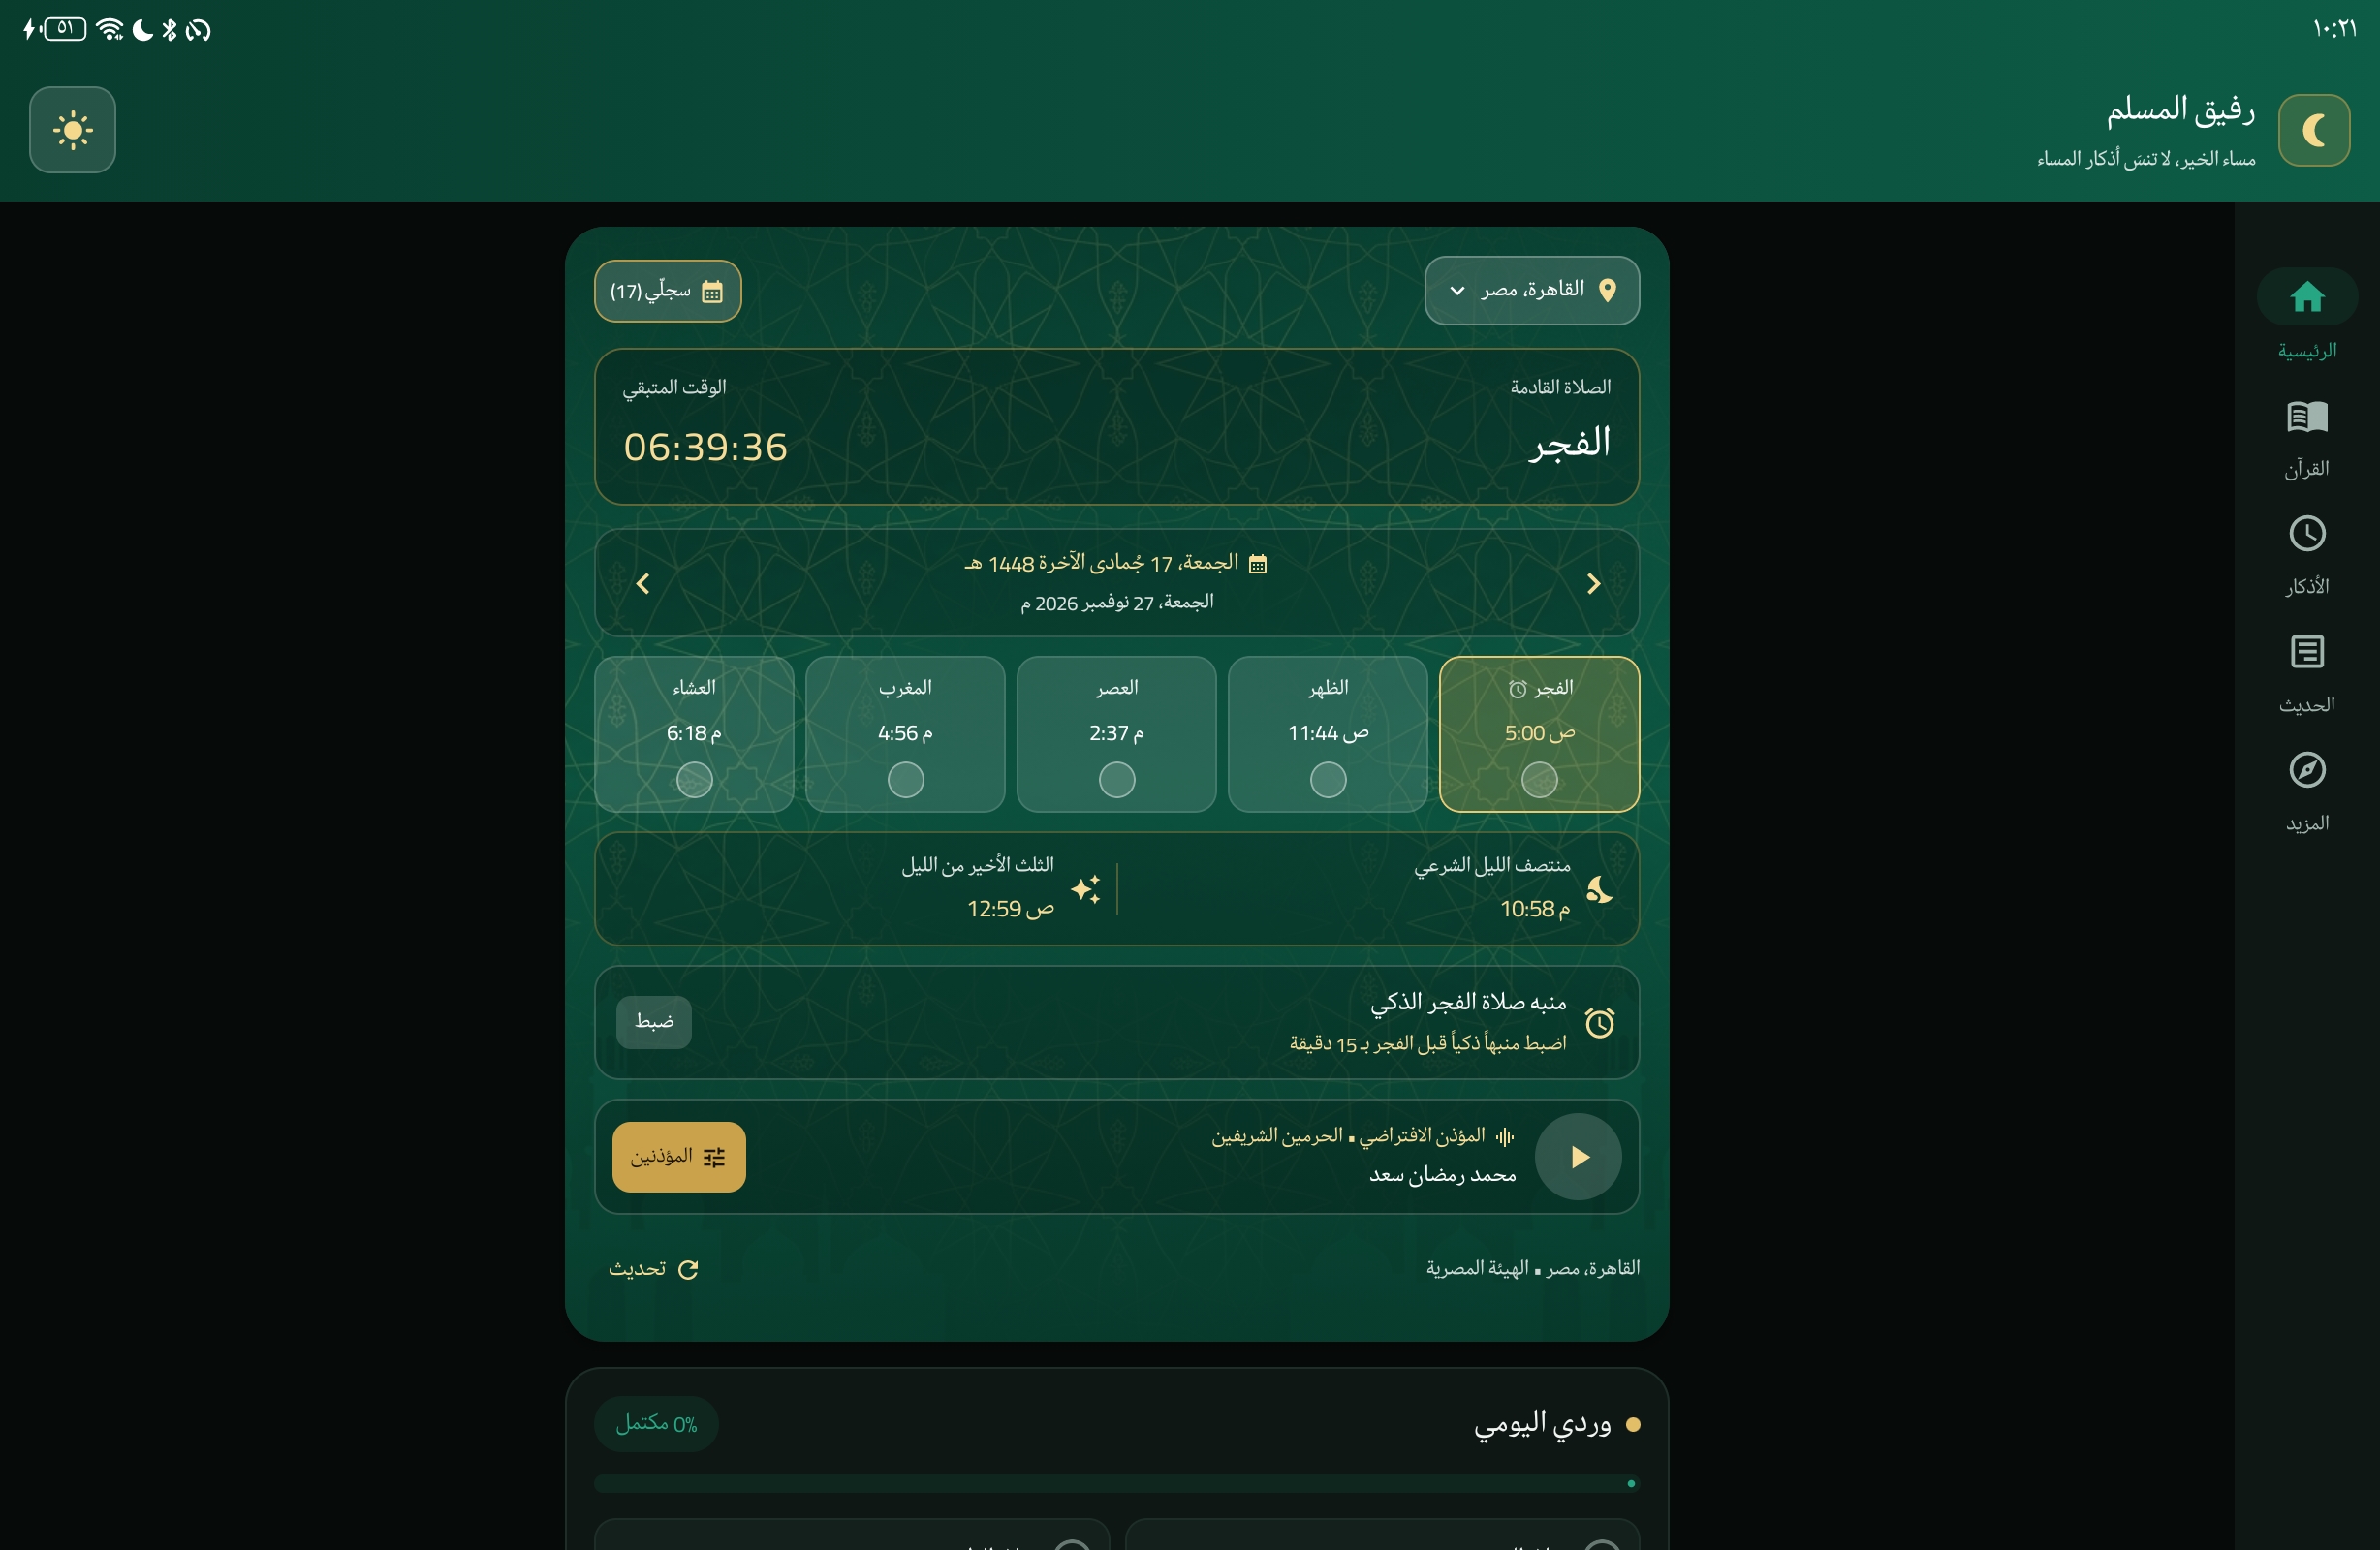 ١٠:٢١
٥١
رفيق المسلم
مساء الخير، لا تنسَ أذكار المساء
الرئيسية
القرآن
الأذكار
الحديث
المزيد
القاهرة، مصر
سجلّي (17)
الصلاة القادمة
الوقت المتبقي
الفجر
06:39:36
الجمعة، 17 جُمادى الآخرة 1448 هـ
الجمعة، 27 نوفمبر 2026 م
الفجر
5:00 ص
الظهر
11:44 ص
العصر
2:37 م
المغرب
4:56 م
العشاء
6:18 م
منتصف الليل الشرعي
10:58 م
الثلث الأخير من الليل
12:59 ص
منبه صلاة الفجر الذكي
اضبط منبهاً ذكياً قبل الفجر بـ 15 دقيقة
ضبط
المؤذن الافتراضي ▪ الحرمين الشريفين
محمد رمضان سعد
المؤذنين
القاهرة، مصر ▪ الهيئة المصرية
تحديث
وردي اليومي
0% مكتمل